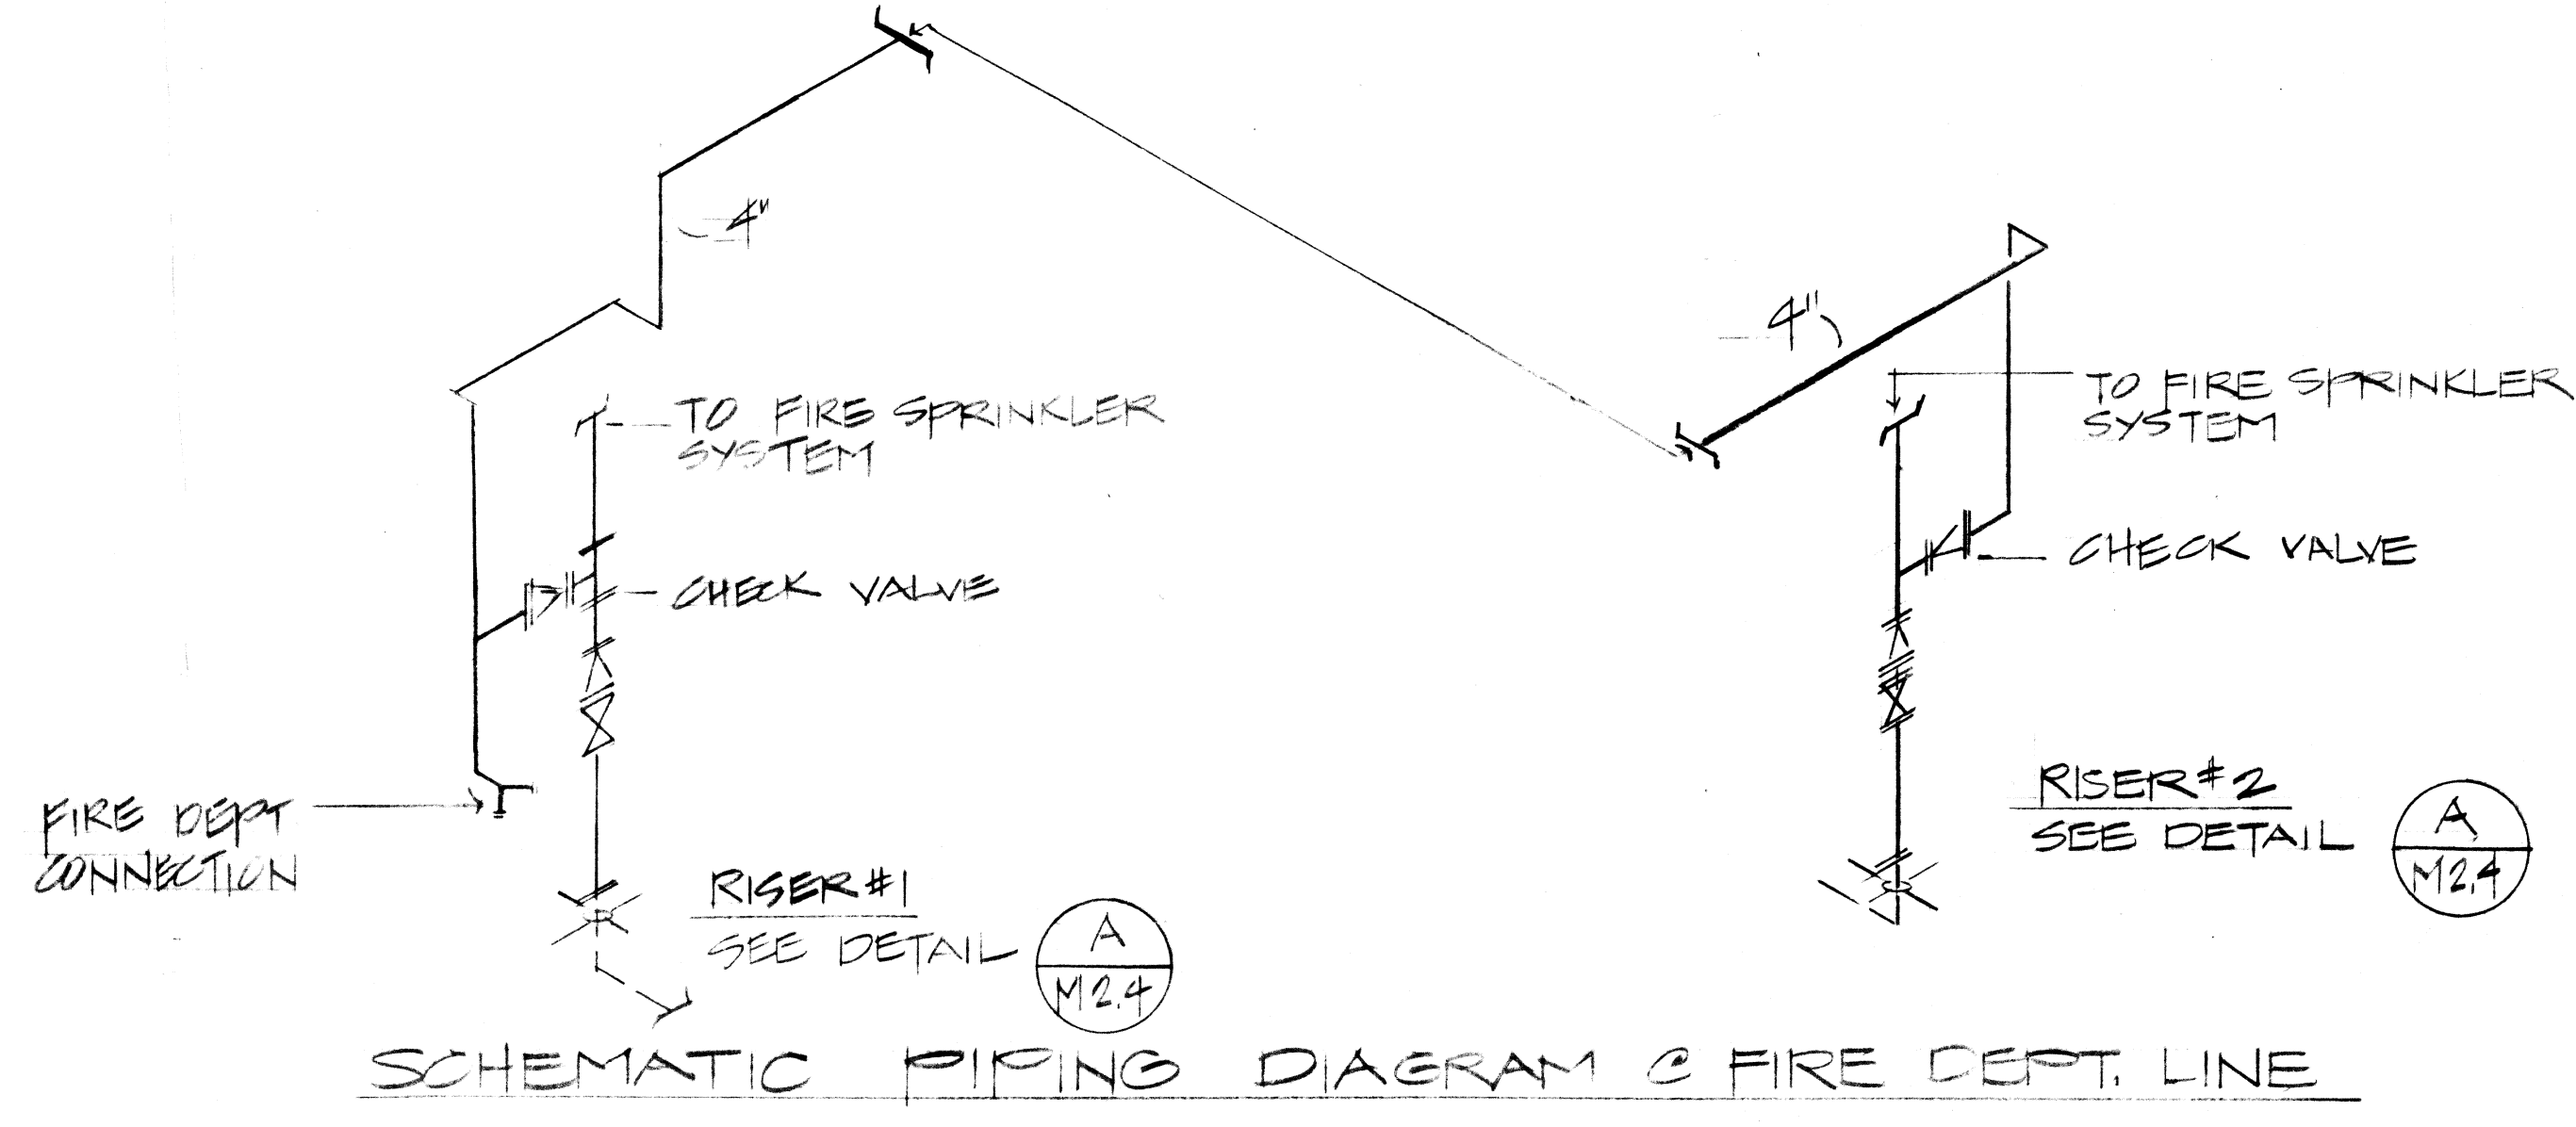 4"
4"
TO FIRE SPRINKLER
SYSTEM
TO FIRE SPRINKLER
SYSTEM
CHECK VALVE
CHECK VALVE
FIRE DEPT
CONNECTION
RISER #1
SEE DETAIL
A
M2.4
RISER #2
SEE DETAIL
A
M2.4
SCHEMATIC PIPING DIAGRAM @ FIRE DEPT. LINE